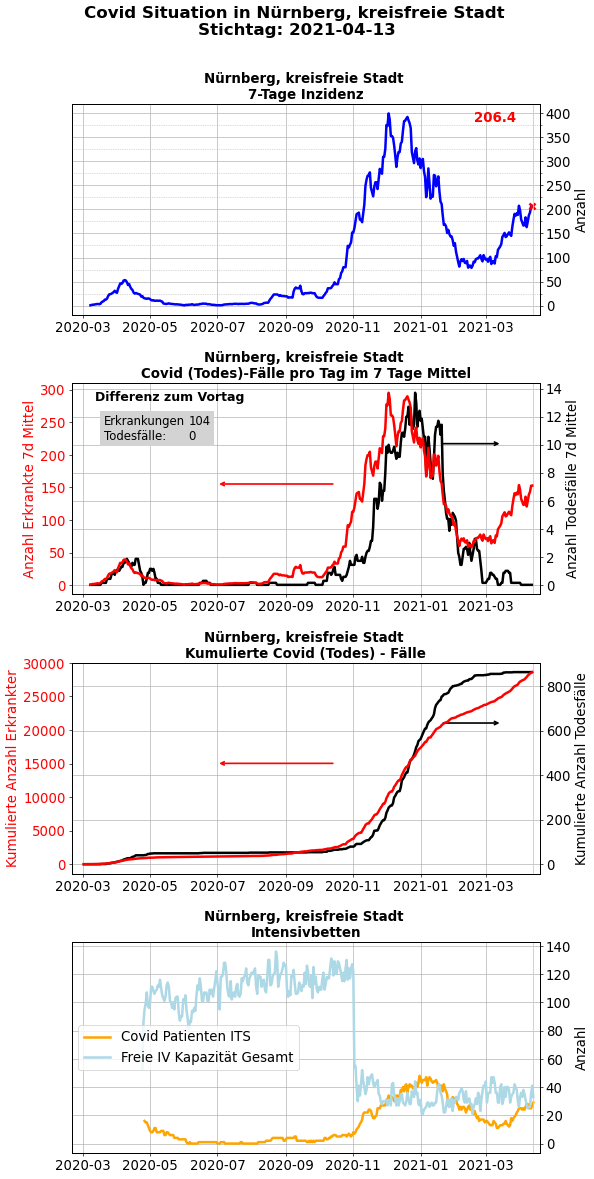 Covid Situation in Nürnberg, kreisfreie Stadt
Stichtag: 2021-04-13
Nürnberg, kreisfreie Stadt
7-Tage Inzidenz
206.4
400
350
300
250
200
150
100
50
0
Anzahl
2020-03 2020-05 2020-07 2020-09 2020-11 2021-01 2021-03
Nürnberg, kreisfreie Stadt
Covid (Todes)-Fälle pro Tag im 7 Tage Mittel
Anzahl Erkrankte 7d Mittel
300
250
200
150
100
50
0
Differenz zum Vortag
Erkrankungen 104
Todesfälle: 0
14
12
10
8
6
4
2
0
Anzahl Todesfälle 7d Mittel
2020-03 2020-05 2020-07 2020-09 2020-11 2021-01 2021-03
Nürnberg, kreisfreie Stadt
Kumulierte Covid (Todes) - Fälle
Kumulierte Anzahl Erkrankter
30000
25000
20000
15000
10000
5000
0
800
600
400
200
0
Kumulierte Anzahl Todesfälle
2020-03 2020-05 2020-07 2020-09 2020-11 2021-01 2021-03
Nürnberg, kreisfreie Stadt
Intensivbetten
Covid Patienten ITS
Freie IV Kapazität Gesamt
140
120
100
80
60
40
20
0
Anzahl
2020-03 2020-05 2020-07 2020-09 2020-11 2021-01 2021-03